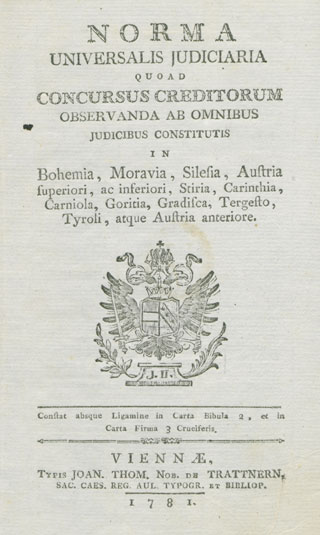 NORMA
UNIVERSALIS JUDICIARIA
QUOAD
CONCURSUS CREDITORUM
OBSERVANDA AB OMNIBUS
JUDICIBUS CONSTITUTIS
IN
Bohemia, Moravia, Silesia, Austria
superiori, ac inferiori, Stiria, Carinthia,
Carniola, Goritia, Gradisca, Tergesto,
Tyroli, atque Austria anteriore.
J. II.
Constat absque Ligamine in Carta Bibula 2, et in
Carta Firma 3 Cruciferis.
VIENNÆ,
TYPIS JOAN. THOM. NOB. DE TRATTNERN,
SAC. CAES. REG. AUL. TYPOGR. ET BIBLIOP.
1781.